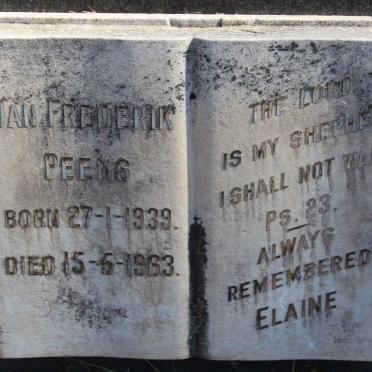 FREDERIK
PEENS
BORN 27-1-1939.
DIED 15-5-1963.
THE LORD
IS MY SHEPHE
I SHALL NOT WA
PS. 23.
ALWAYS
REMEMBERED
ELAINE